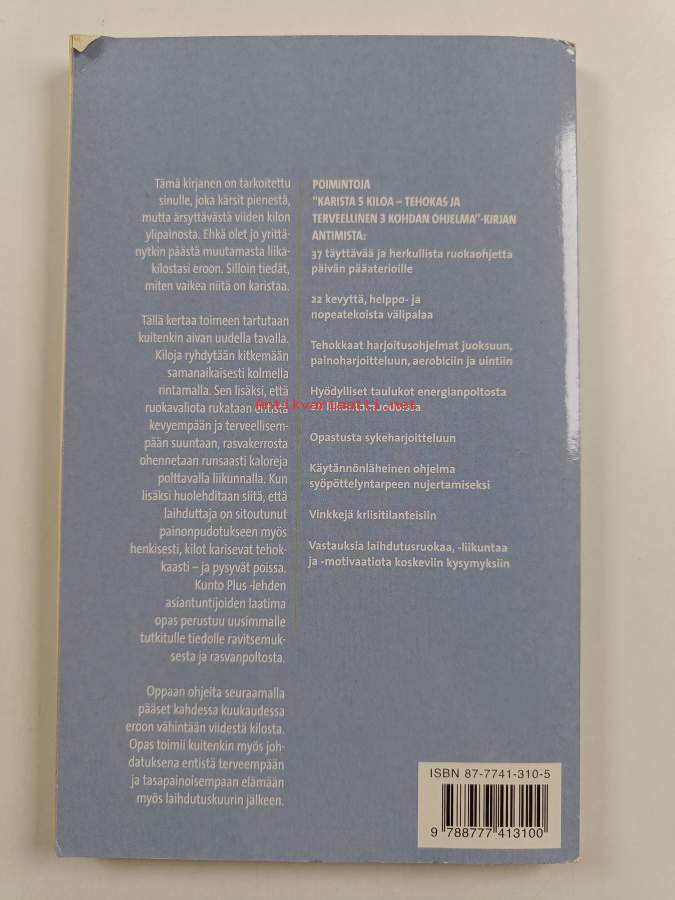 Tämä kirjanen on tarkoitettu
sinulle, joka kärsit pienestä,
mutta ärsyttävästä viiden kilon
ylipainosta. Ehkä olet jo yrittä-
nytkin päästä muutamasta liika-
kilostasi eroon. Silloin tiedät,
miten vaikea niitä on karistaa.
Tällä kertaa toimeen tartutaan
kuitenkin aivan uudella tavalla.
Kiloja ryhdytään kitkemään
samanaikaisesti kolmella
rintamalla. Sen lisäksi, että
ruokavaliota rukataan entistä
kevyempään ja terveellisem-
pään suuntaan, rasvakerrosta
ohennetaan runsaasti kaloreja
polttavalla liikunnalla. Kun
lisäksi huolehditaan siitä, että
laihduttaja on sitoutunut
painonpudotukseen myös
henkisesti, kilot karisevat tehok-
kaasti – ja pysyvät poissa.
Kunto Plus -lehden
asiantuntijoiden laatima
opas perustuu uusimmalle
tutkitulle tiedolle ravitsemuk-
sesta ja rasvanpoltosta.
Oppaan ohjeita seuraamalla
pääset kahdessa kuukaudessa
eroon vähintään viidestä kilosta.
Opas toimii kuitenkin myös joh-
datuksena entistä terveempään
ja tasapainoisempaan elämään
myös laihdutuskuurin jälkeen.
POIMINTOJA
"KARISTA 5 KILOA – TEHOKAS JA
TERVEELLINEN 3 KOHDAN OHJELMA"-KIRJAN
ANTIMISTA:
37 täyttävää ja herkullista ruokaohjetta
päivän pääaterioille
22 kevyttä, helppo- ja
nopeatekoista välipalaa
Tehokkaat harjoitusohjelmat juoksuun,
painoharjoitteluun, aerobiciin ja uintiin
Hyödylliset taulukot energianpoltosta
Antikvariaatti.net
Opastusta sykeharjoitteluun
Käytännönläheinen ohjelma
syöpöttelyntarpeen nujertamiseksi
Vinkkejä kriisitilanteisiin
Vastauksia laihdutusruokaa, -liikuntaa
ja -motivaatiota koskeviin kysymyksiin
ISBN 87-7741-310-5
9 788777 413100